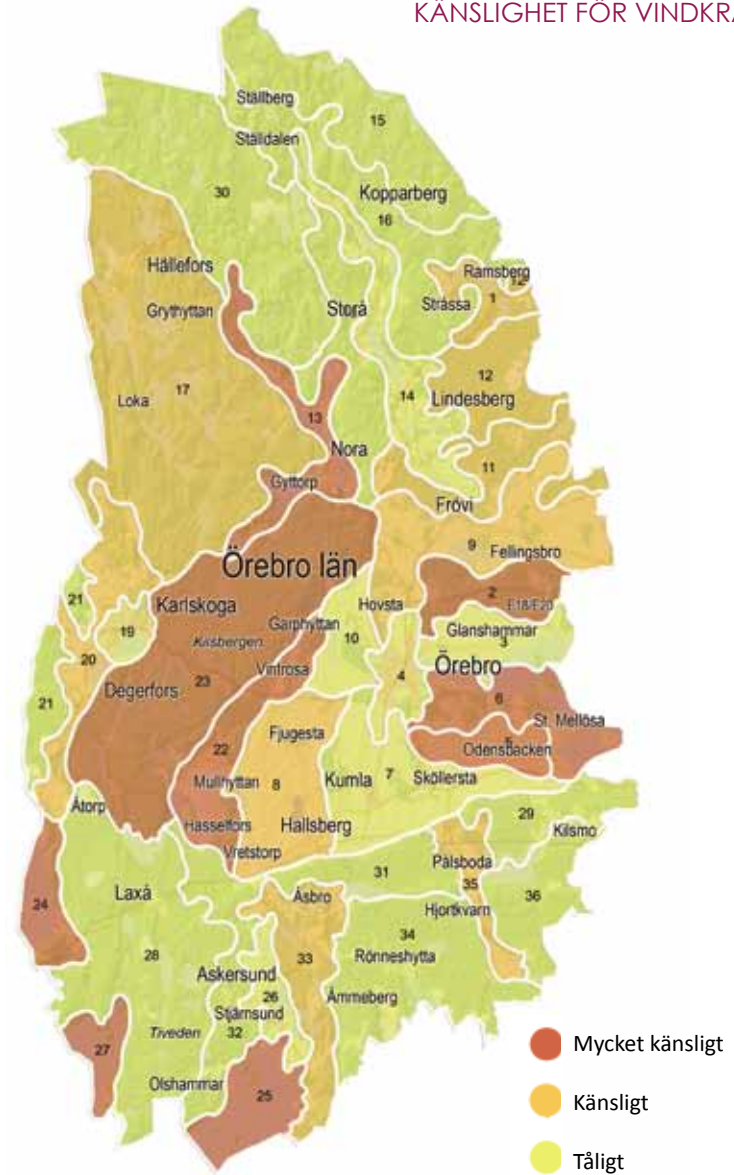 KÄNSLIGHET FÖR VINDKRA
Ställberg
15
Ställdalen
30
Kopparberg
16
Hällefors
Ramsberg
12
Grythyttan
Storå
Stråssa
1
17
12
Loka
14
Lindesberg
13
Nora
11
Gyttorp
Frövi
9
Fellingsbro
Örebro län
2
21
Karlskoga
Hovsta
E18/E20
19
Garphyttan
Glanshammar
Kilsbergen
10
3
20
Vintrosa
Örebro
Degerfors
23
4
21
6
St. Mellösa
Fjugesta
22
5
Odensbacken
Mullhyttan
8
Kumla
7
Sköllersta
Åtorp
Hasselfors
Hallsberg
29
Kilsmo
Vretstorp
Pålsboda
31
Laxå
Åsbro
35
36
24
Hjortkvarn
28
34
33
Rönneshytta
Askersund
26
Åmmeberg
Stjärnsund
Tiveden
32
27
Mycket känsligt
Olshammar
25
Känsligt
Tåligt